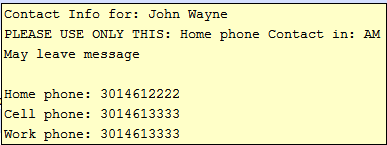 Contact Info for: John Wayne
PLEASE USE ONLY THIS: Home phone Contact in: AM
May leave message
Home phone: 3014612222
Cell phone: 3014613333
Work phone: 3014613333